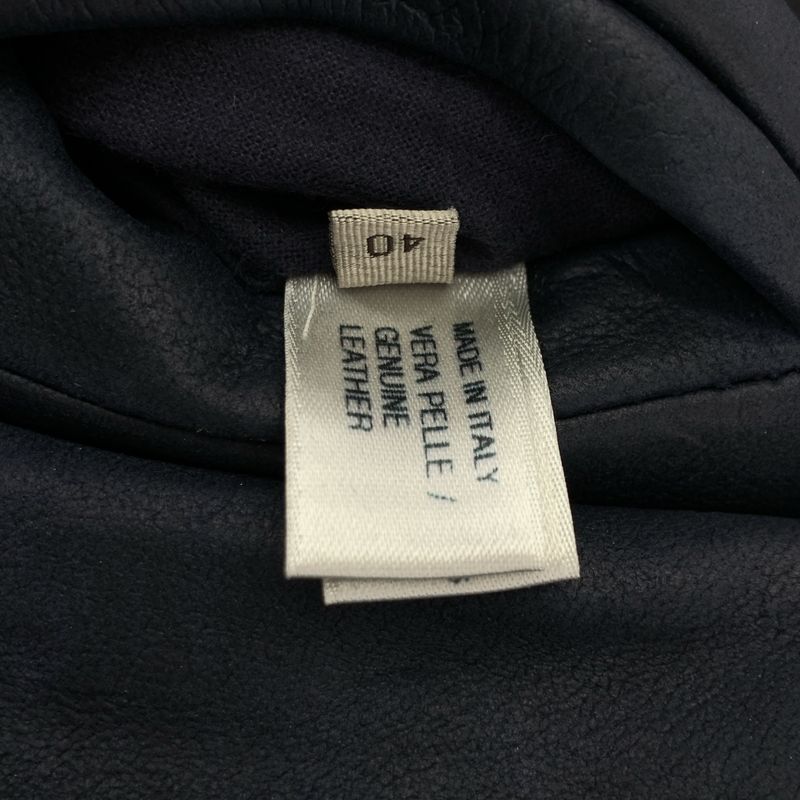 40
MADE IN ITALY
VERA PELLE /
GENUINE
LEATHER